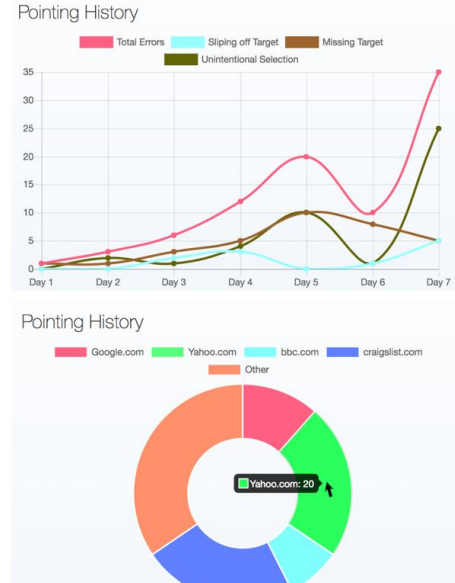 Pointing History
Total Errors Sliping off Target Missing Target
Unintentional Selection
35
30
25
20
15
10
5
0
Day 1 Day 2 Day 3 Day 4 Day 5 Day 6 Day 7
Pointing History
Google.com Yahoo.com bbc.com craigslist.com
Other
Yahoo.com: 20